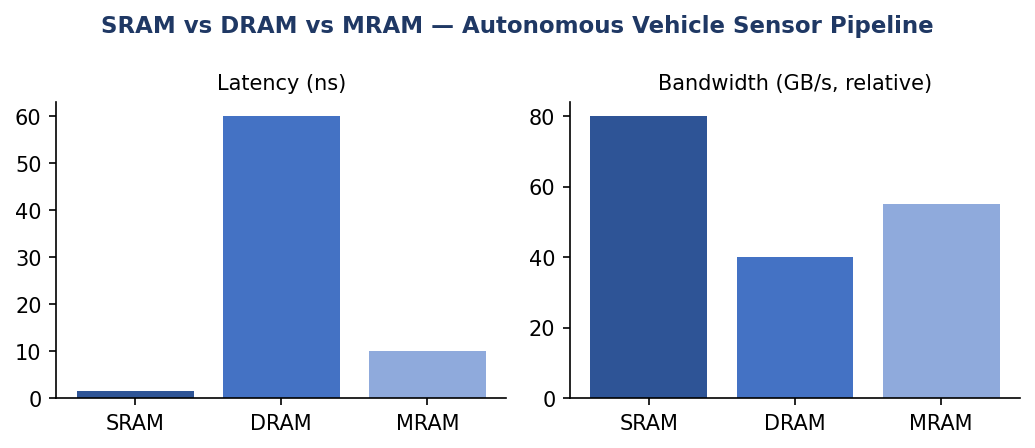 SRAM vs DRAM vs MRAM — Autonomous Vehicle Sensor Pipeline
Latency (ns)
60
50
40
30
20
10
0
SRAM DRAM MRAM
Bandwidth (GB/s, relative)
80
60
40
20
0
SRAM DRAM MRAM